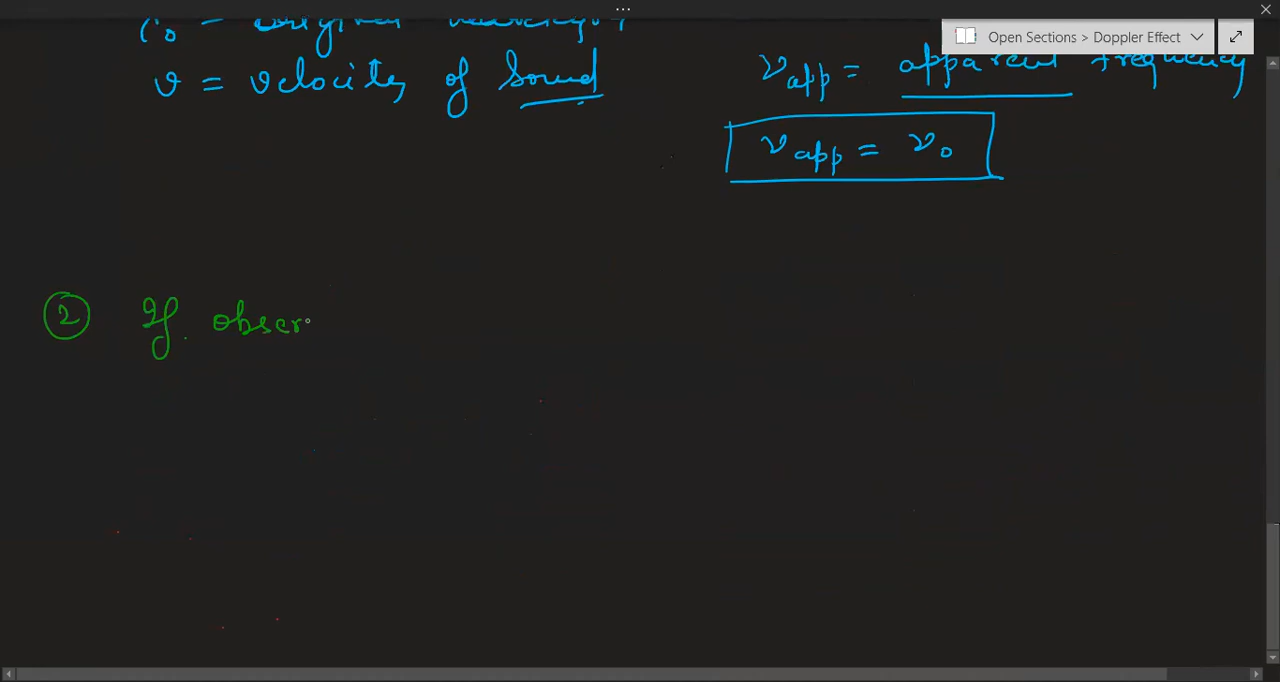 ...
Open Sections > Doppler Effect
v = velocity of Sound
νapp = apparent frequency
νapp = ν₀
② If observ